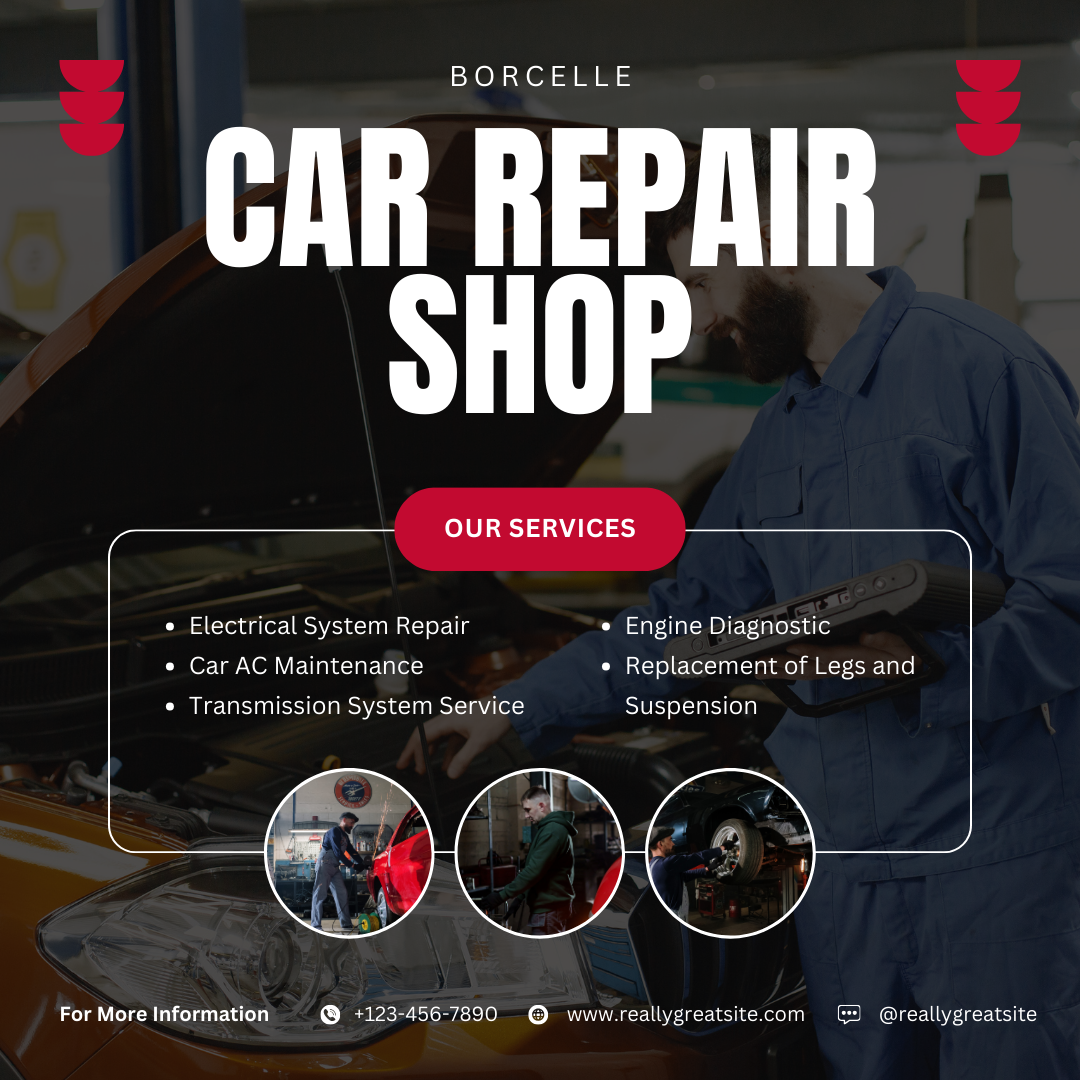 BORCELLE
CAR REPAIR
SHOP
OUR SERVICES
• Electrical System Repair
• Car AC Maintenance
• Transmission System Service
• Engine Diagnostic
• Replacement of Legs and
Suspension
For More Information
+123-456-7890
www.reallygreatsite.com
@reallygreatsite